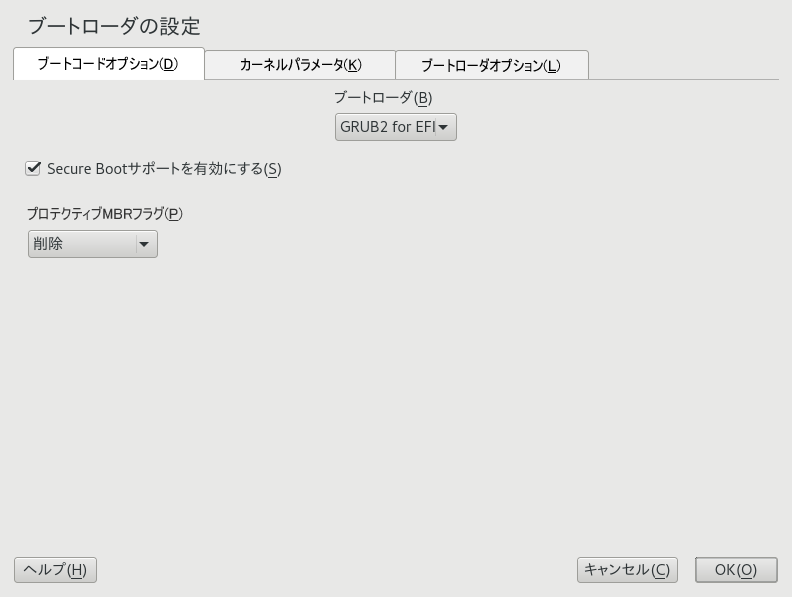 ブートローダの設定
ブートコードオプション(D)
カーネルパラメータ(K)
ブートローダオプション(L)
ブートローダ(B)
GRUB2 for EFI
Secure Bootサポートを有効にする(S)
プロテクティブMBRフラグ(P)
削除
ヘルプ(H)
キャンセル(C)
OK(O)